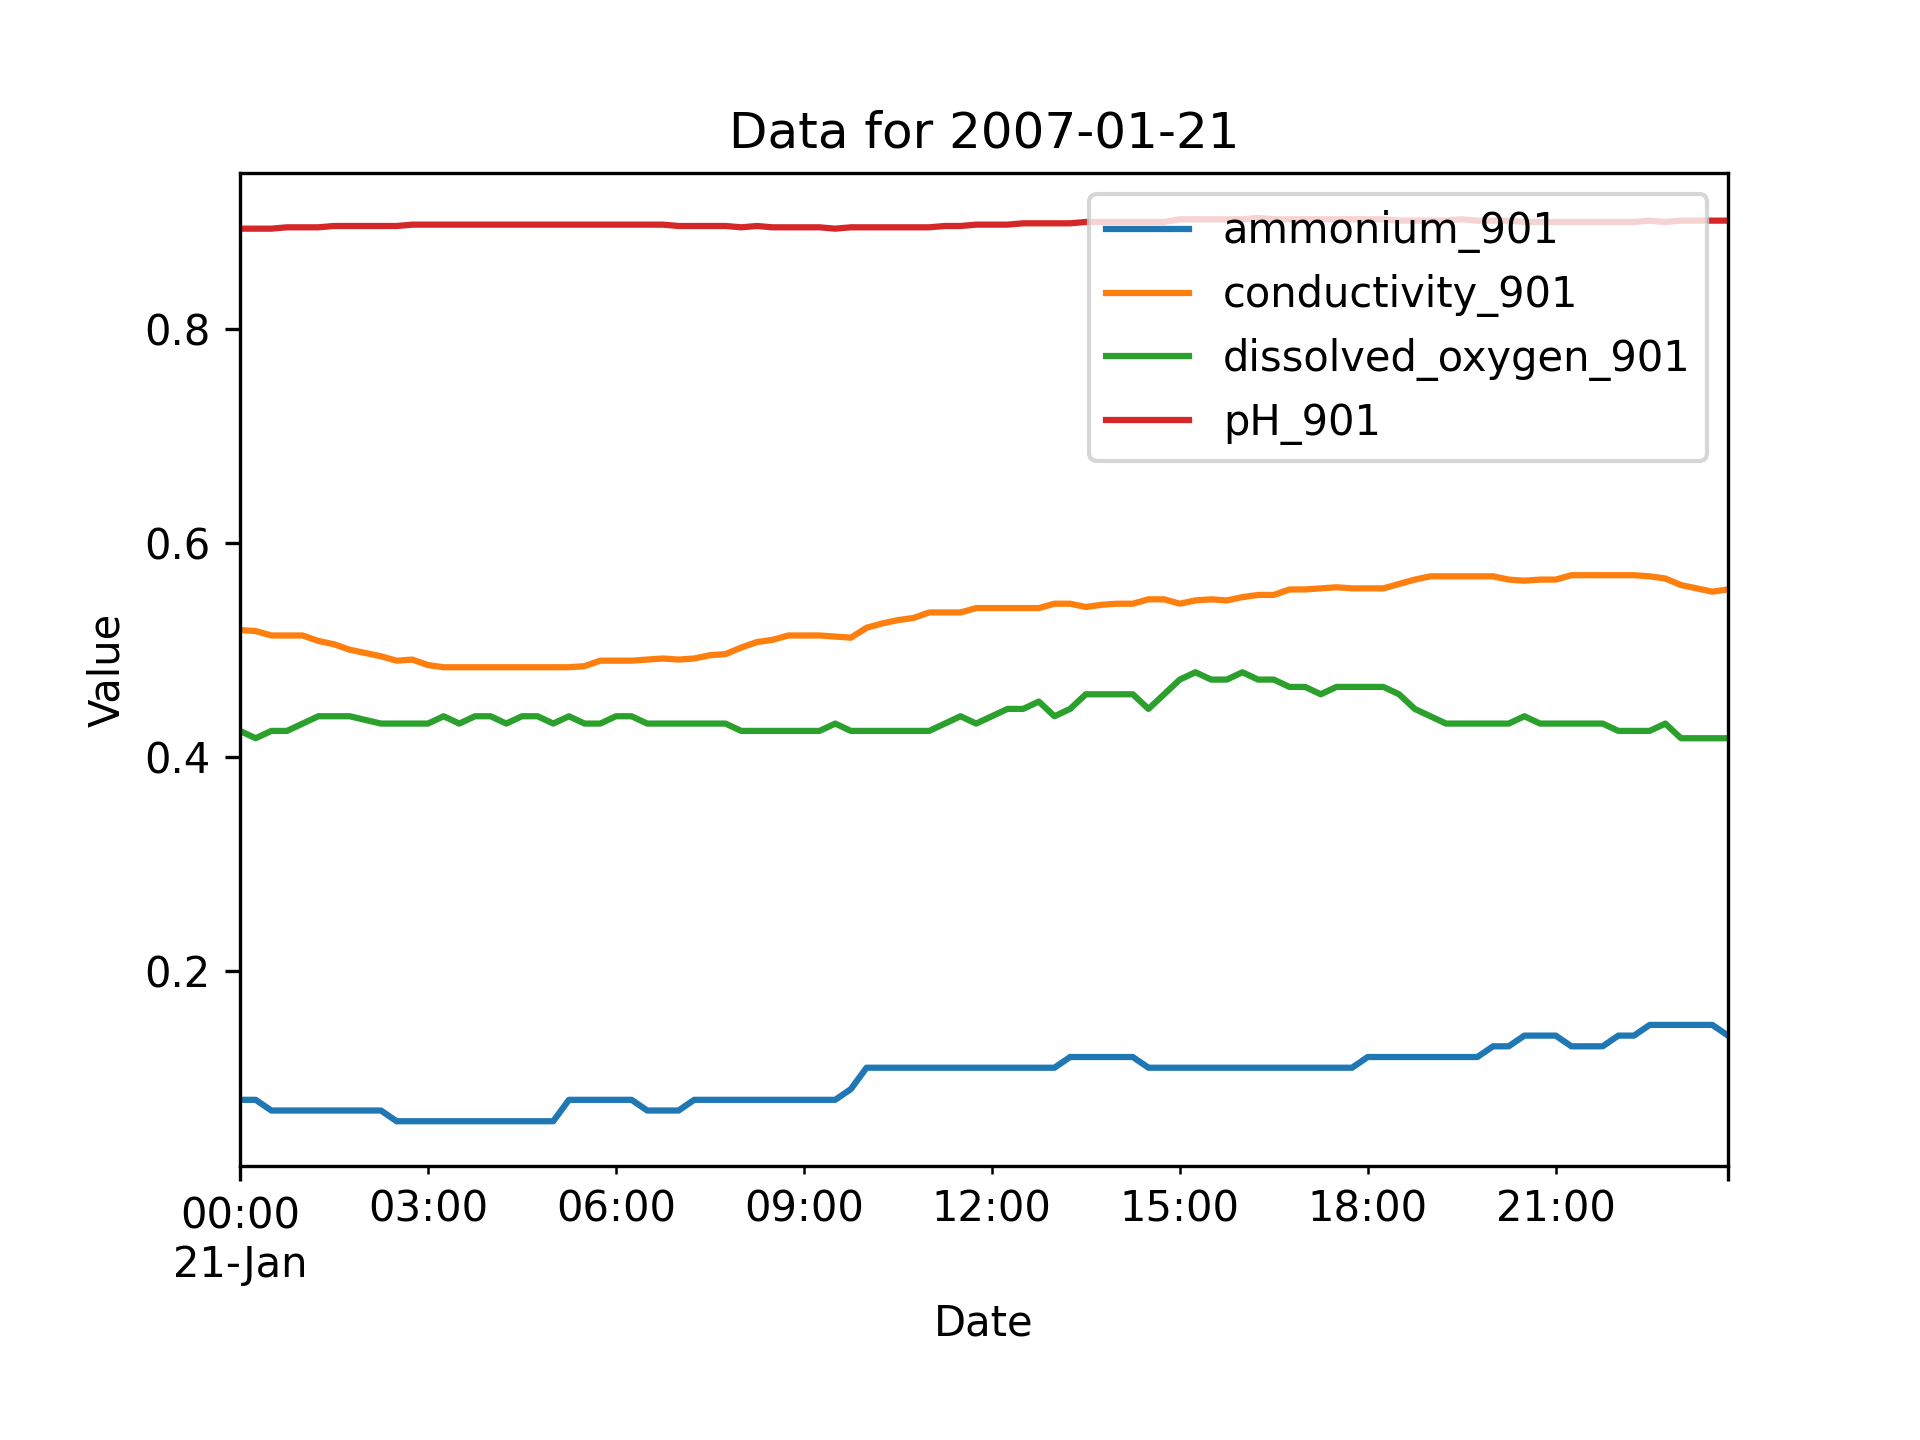 Data for 2007-01-21
ammonium_901
conductivity_901
dissolved_oxygen_901
pH_901
0.8
0.6
0.4
0.2
Value
00:00 03:00 06:00 09:00 12:00 15:00 18:00 21:00
21-Jan
Date